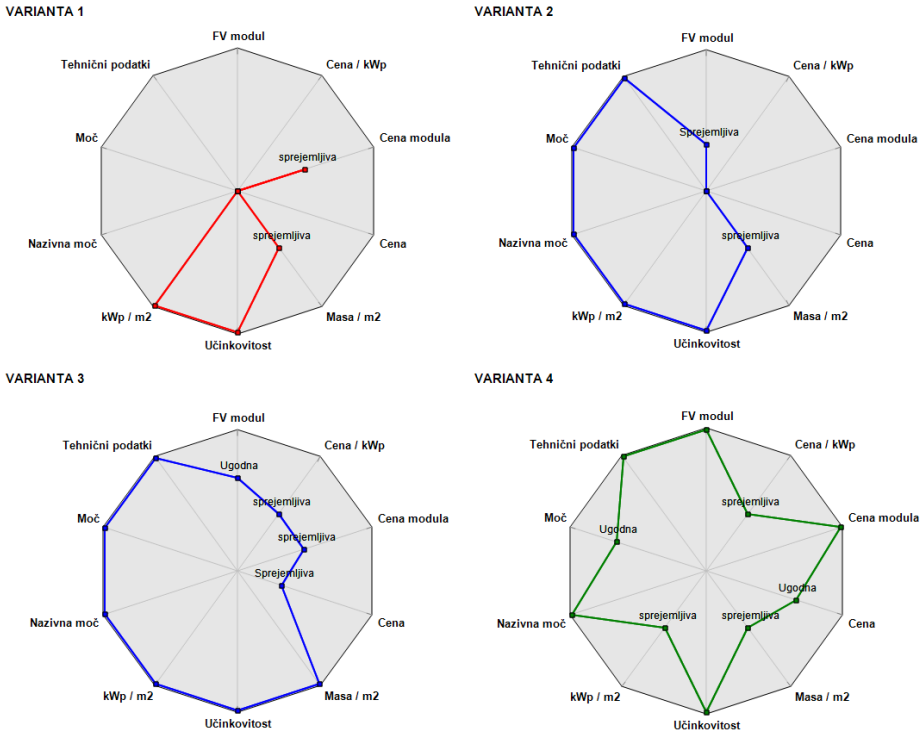 VARIANTA 1
FV modul
Tehnični podatki
Cena / kWp
Moč
Cena modula
sprejemljiva
sprejemljiva
Nazivna moč
Cena
kWp / m2
Masa / m2
Učinkovitost
VARIANTA 2
FV modul
Tehnični podatki
Cena / kWp
Sprejemljiva
Moč
Cena modula
sprejemljiva
Nazivna moč
Cena
kWp / m2
Masa / m2
Učinkovitost
VARIANTA 3
FV modul
Tehnični podatki
Cena / kWp
Ugodna
sprejemljiva
Moč
Cena modula
sprejemljiva
Sprejemljiva
Nazivna moč
Cena
kWp / m2
Masa / m2
Učinkovitost
VARIANTA 4
FV modul
Tehnični podatki
Cena / kWp
sprejemljiva
Moč
Cena modula
Ugodna
Ugodna
Nazivna moč
Cena
sprejemljiva
sprejemljiva
kWp / m2
Masa / m2
Učinkovitost